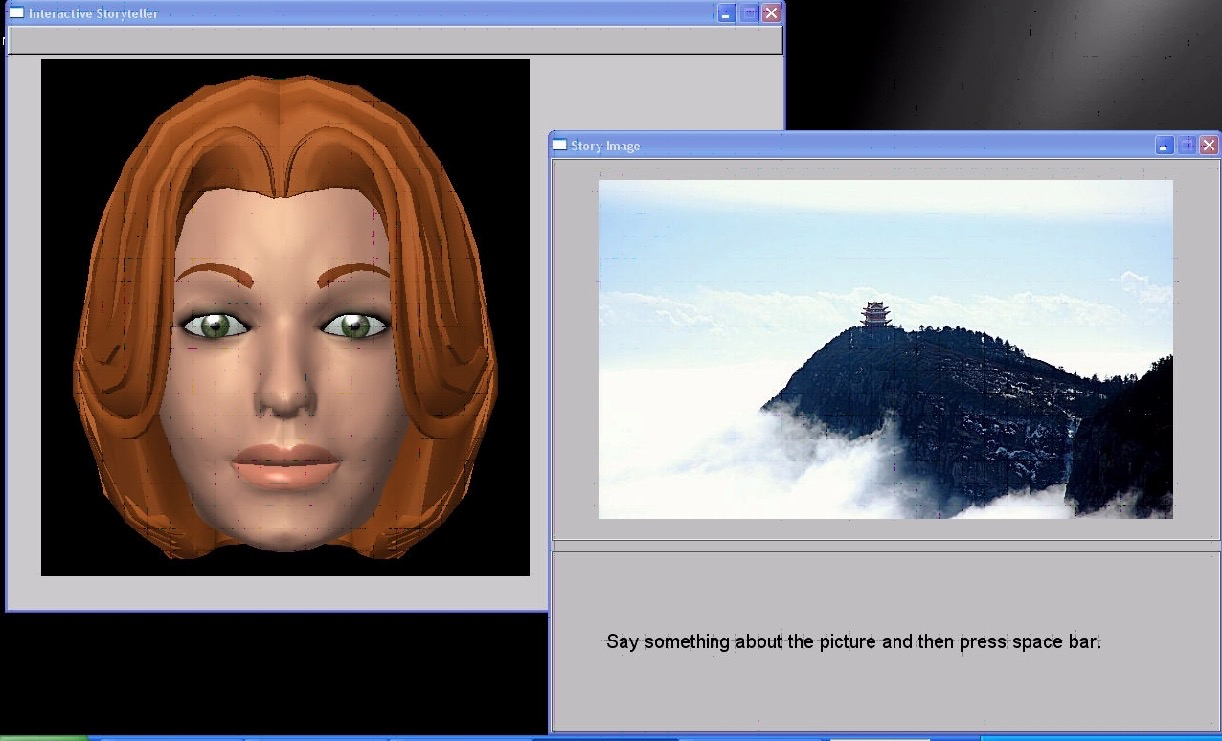 Interactive Storyteller
Story Image
Say something about the picture and then press space bar.